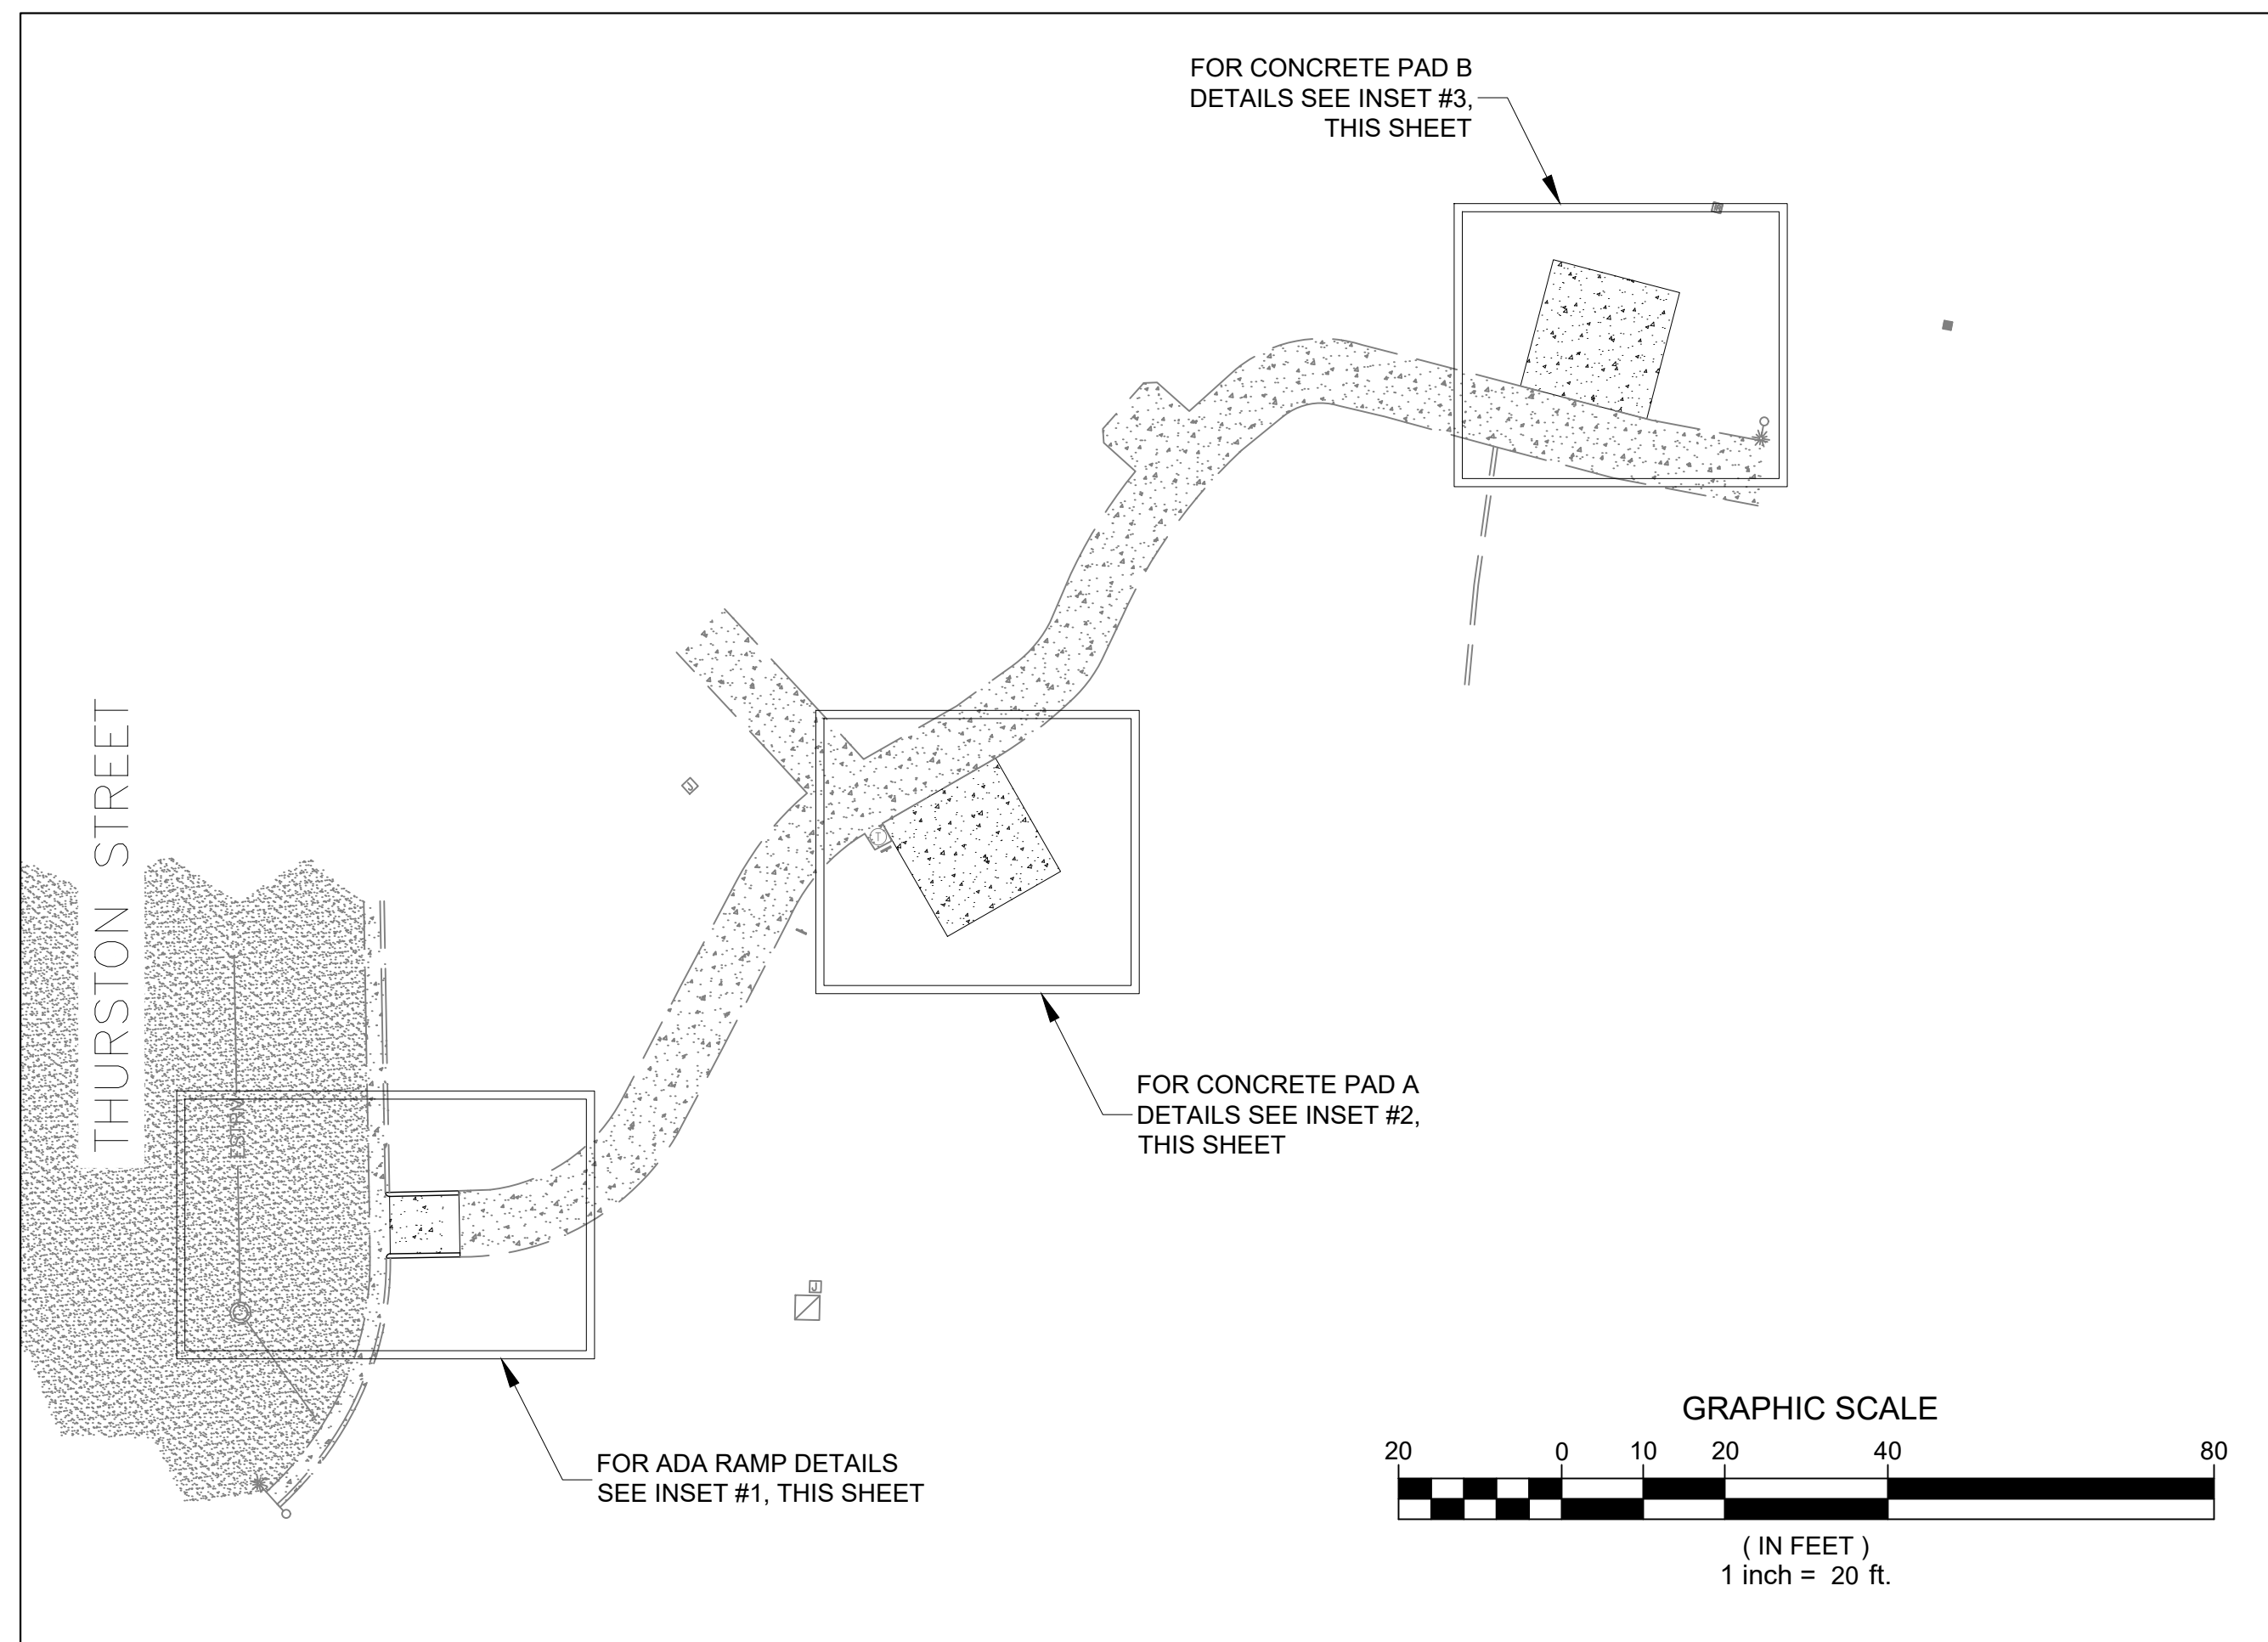 FOR CONCRETE PAD B
DETAILS SEE INSET #3,
THIS SHEET
THURSTON STREET
J
T
FOR CONCRETE PAD A
DETAILS SEE INSET #2,
THIS SHEET
J
FOR ADA RAMP DETAILS
SEE INSET #1, THIS SHEET
GRAPHIC SCALE
20 0 10 20 40 80
( IN FEET )
1 inch = 20 ft.